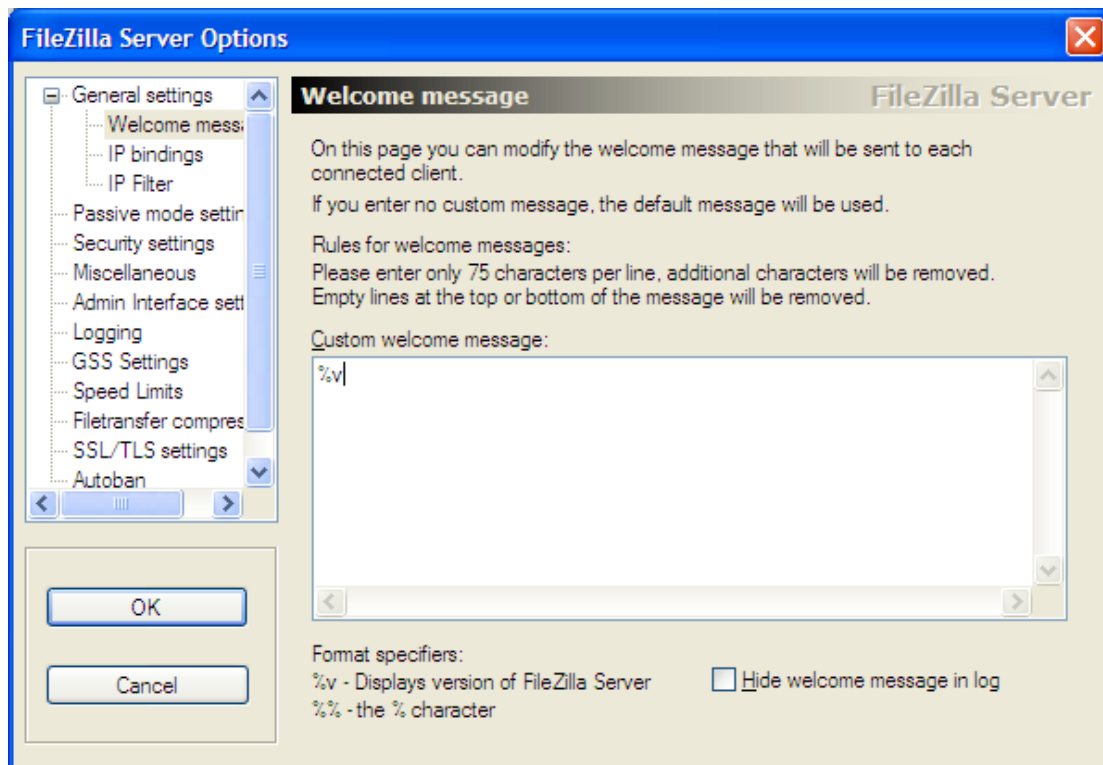 FileZilla Server Options
General settings
Welcome messa
IP bindings
IP Filter
Passive mode settin
Security settings
Miscellaneous
Admin Interface sett
Logging
GSS Settings
Speed Limits
Filetransfer compres
SSL/TLS settings
Autoban
OK
Cancel
Welcome message
FileZilla Server
On this page you can modify the welcome message that will be sent to each
connected client.
If you enter no custom message, the default message will be used.
Rules for welcome messages:
Please enter only 75 characters per line, additional characters will be removed.
Empty lines at the top or bottom of the message will be removed.
Custom welcome message:
%v
Format specifiers:
%v - Displays version of FileZilla Server
%% - the % character
Hide welcome message in log